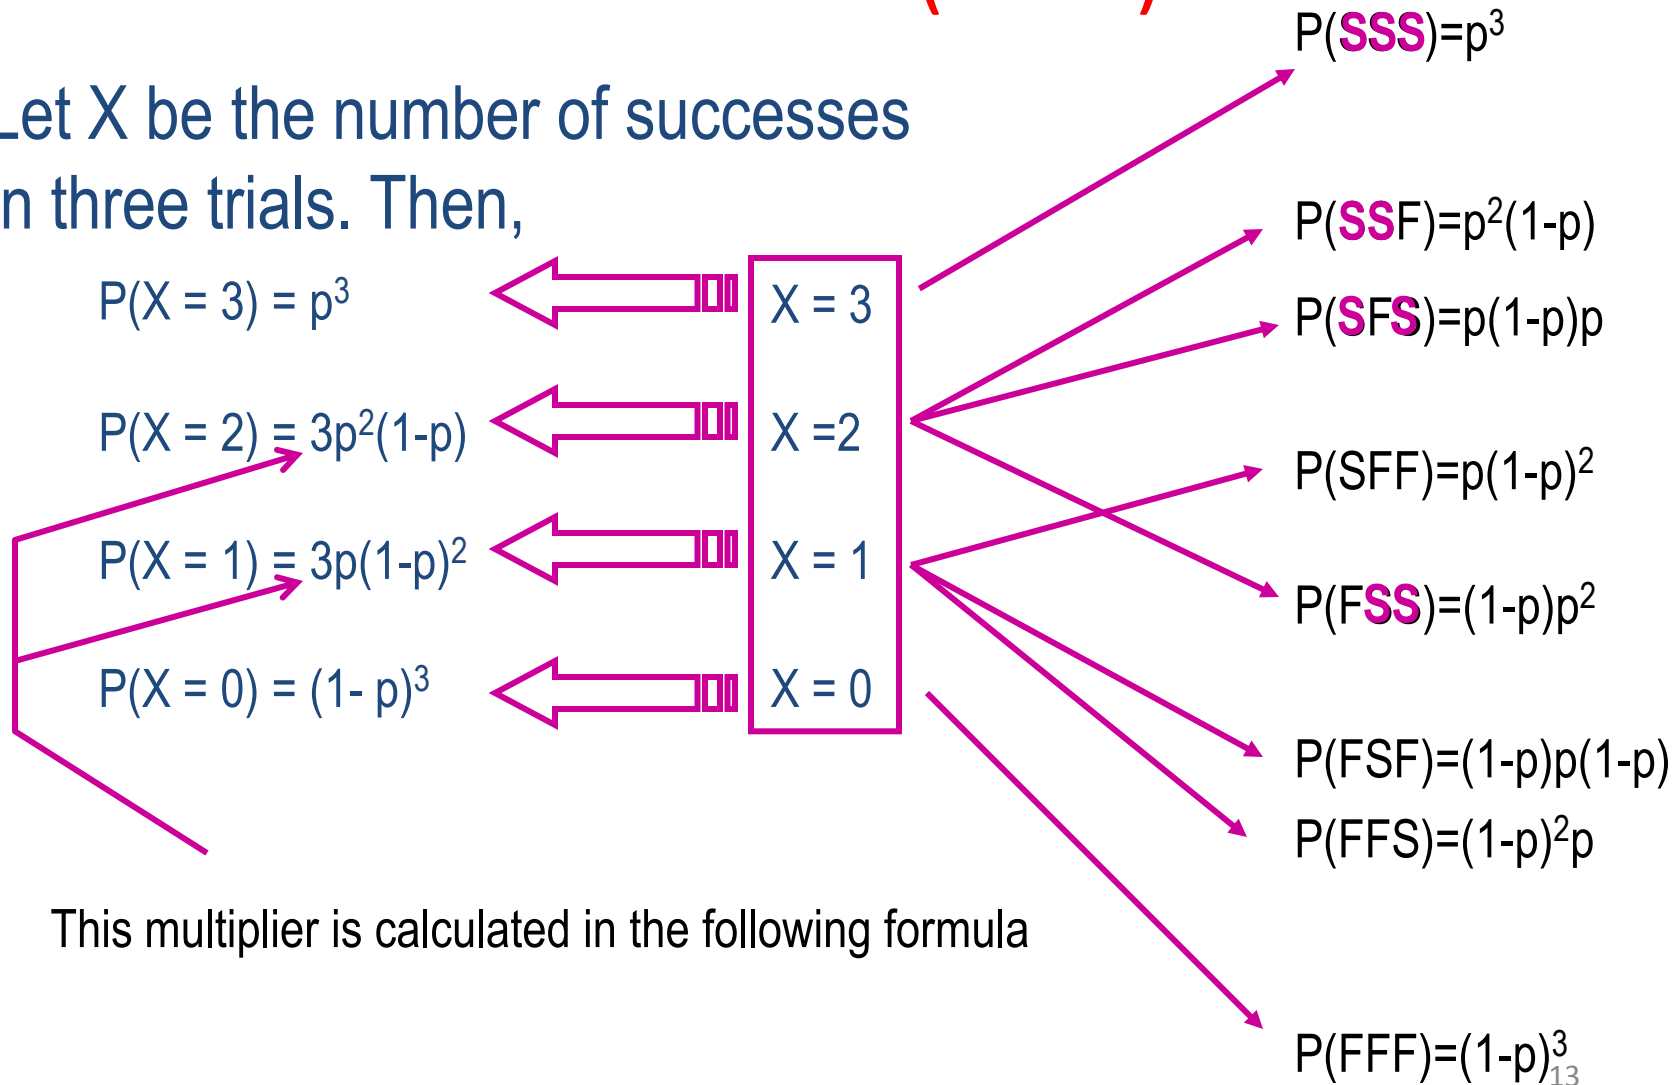 (    )
Let X be the number of successes
in three trials. Then,
P(X = 3) = p³
P(X = 2) = 3p²(1-p)
P(X = 1) = 3p(1-p)²
P(X = 0) = (1- p)³
X = 3
X =2
X = 1
X = 0
P(SSS)=p³
P(SSF)=p²(1-p)
P(SFS)=p(1-p)p
P(SFF)=p(1-p)²
P(FSS)=(1-p)p²
P(FSF)=(1-p)p(1-p)
P(FFS)=(1-p)²p
P(FFF)=(1-p)³
This multiplier is calculated in the following formula
13